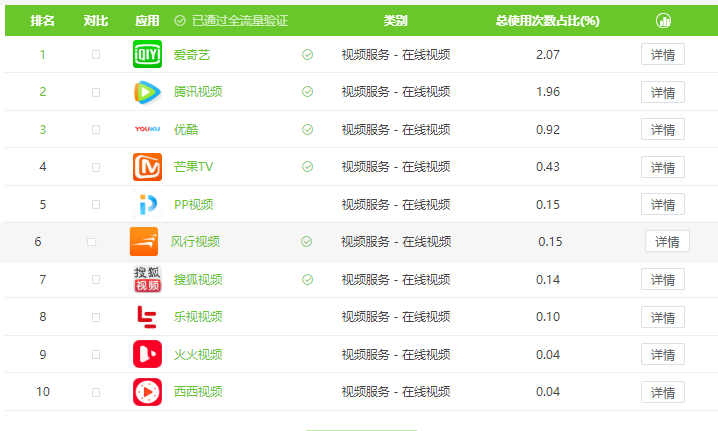 排名 对比 应用 已通过全流量验证 类别 总使用次数占比(%)
1 iQIY 爱奇艺 视频服务 - 在线视频 2.07 详情
2 腾讯视频 视频服务 - 在线视频 1.96 详情
3 YOUKU 优酷 视频服务 - 在线视频 0.92 详情
4 芒果TV 视频服务 - 在线视频 0.43 详情
5 PP视频 视频服务 - 在线视频 0.15 详情
6 风行视频 视频服务 - 在线视频 0.15 详情
7 搜狐视频 搜狐视频 视频服务 - 在线视频 0.14 详情
8 乐视视频 视频服务 - 在线视频 0.10 详情
9 火火视频 视频服务 - 在线视频 0.04 详情
10 西西视频 视频服务 - 在线视频 0.04 详情